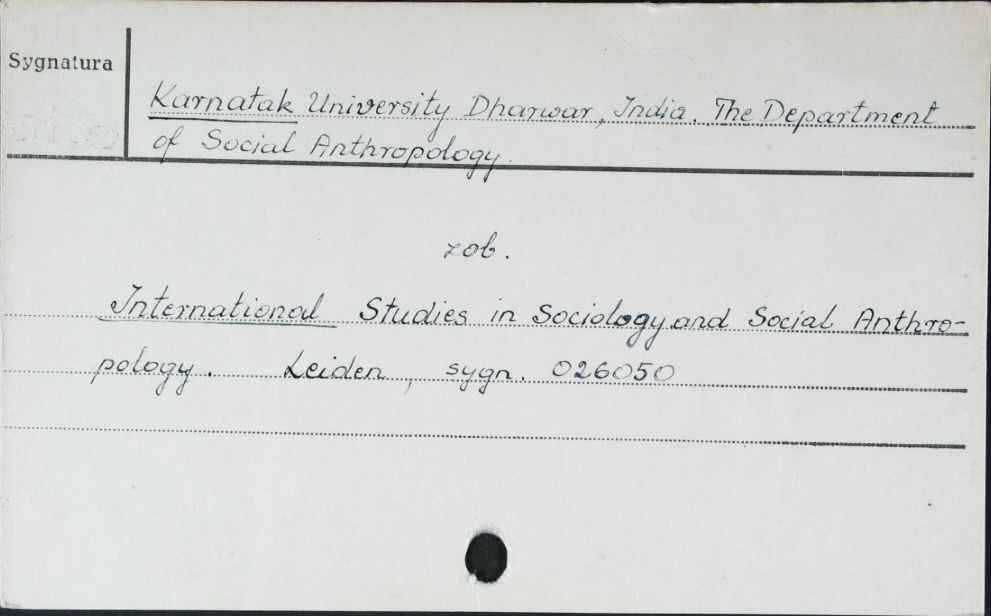 Sygnatura
Karnatak University Dharwar, India. The Department
of Social Anthropology.
zob.
International Studies in Sociology and Social Anthro-
pology. Leiden, sygn. 026050